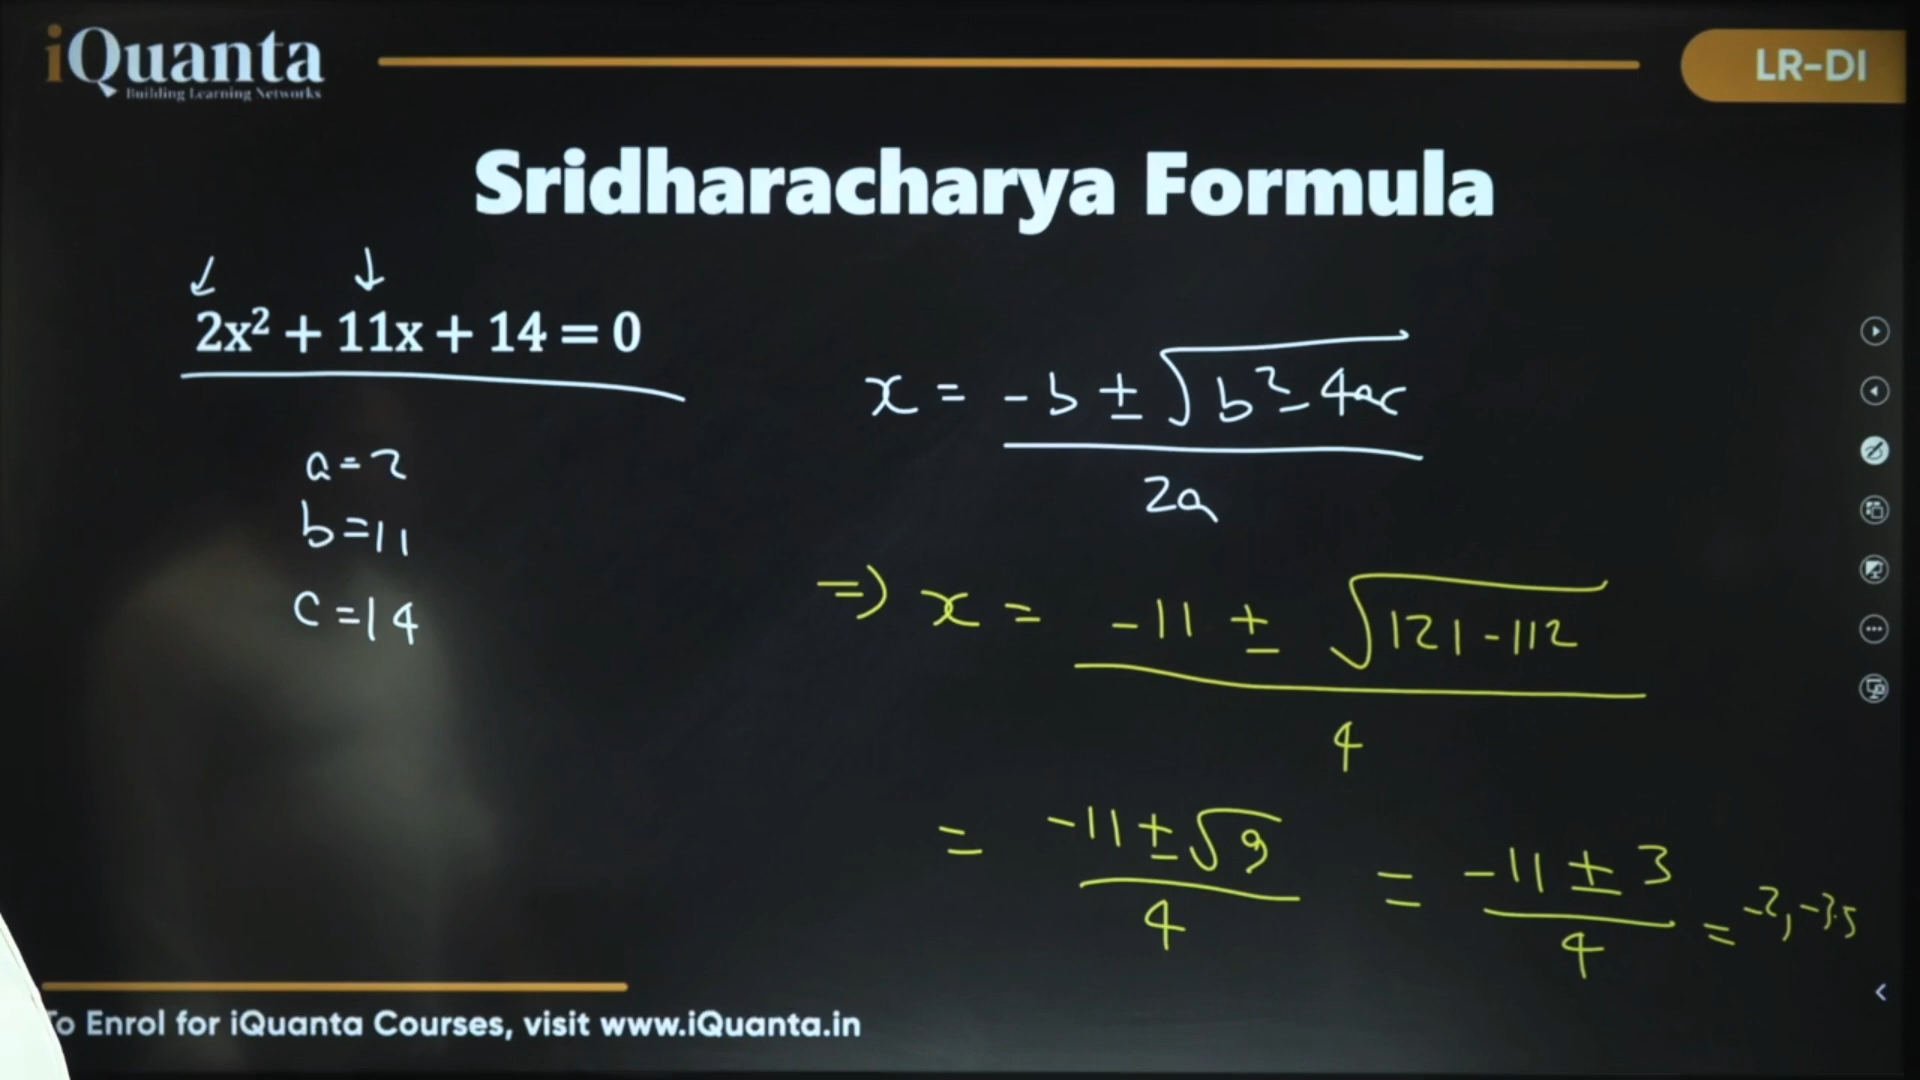 iQuanta
Building Learning Networks
LR-DI
Sridharacharya Formula
2x² + 11x + 14 = 0
a=2
b=11
c=14
x = -b ± √b²-4ac
2a
=> x = -11 ± √121-112
4
= -11±√9
4
= -11 ± 3
4
= -2, -3.5
To Enrol for iQuanta Courses, visit www.iQuanta.in